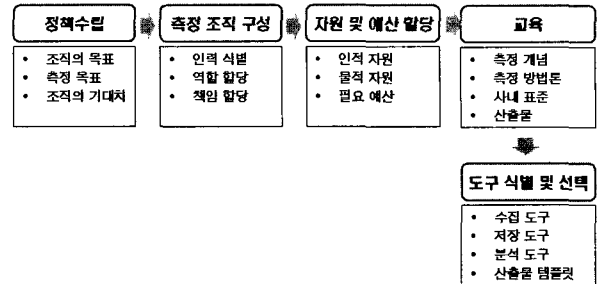 정책수립
• 조직의 목표
• 측정 목표
• 조직의 기대치
측정 조직 구성
• 인력 식별
• 역할 할당
• 책임 할당
자원 및 예산 할당
• 인적 자원
• 물적 자원
• 필요 예산
교육
• 측정 개념
• 측정 방법론
• 사내 표준
• 산출물
도구 식별 및 선택
• 수집 도구
• 저장 도구
• 분석 도구
• 산출물 템플릿